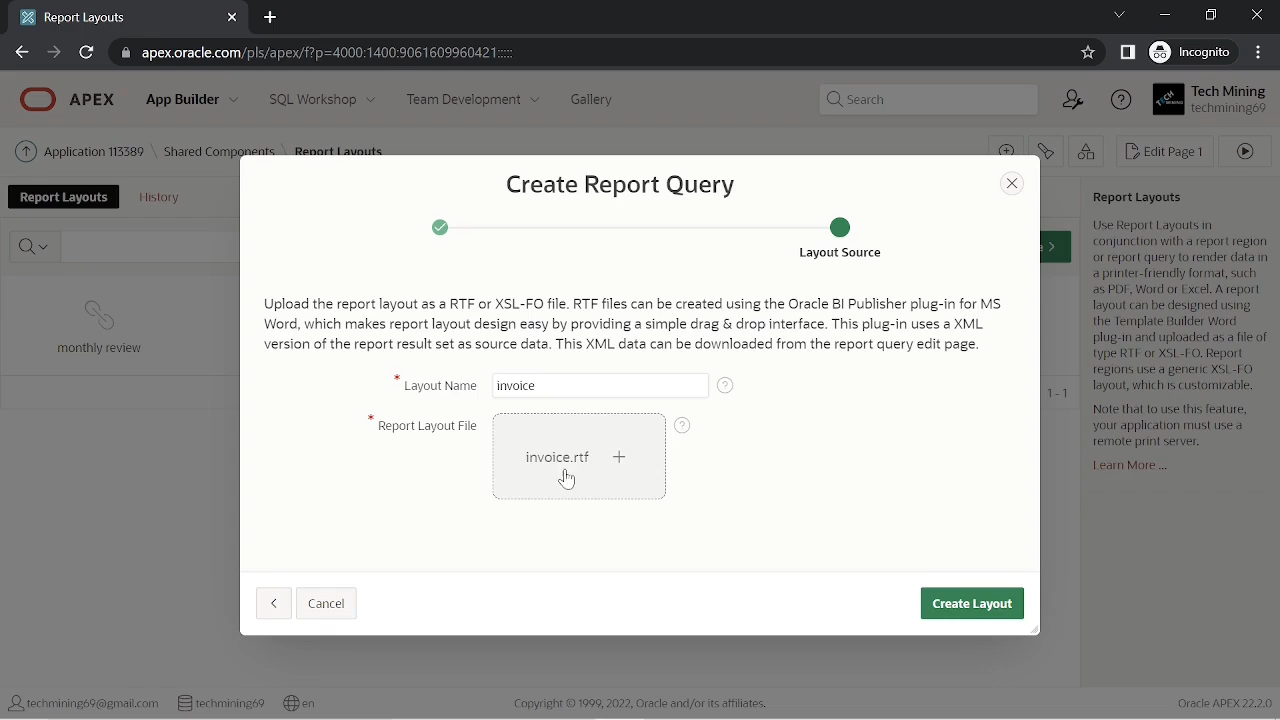 Report Layouts
apex.oracle.com/pls/apex/f?p=4000:1400:9061609960421:::::
Incognito
APEX
App Builder
SQL Workshop
Team Development
Gallery
Search
Tech Mining
techmining69
Application 113389 \ Shared Components \ Report Layouts
Edit Page 1
Report Layouts
History
monthly review
1 - 1
Create Report Query
Layout Source
Upload the report layout as a RTF or XSL-FO file. RTF files can be created using the Oracle BI Publisher plug-in for MS
Word, which makes report layout design easy by providing a simple drag & drop interface. This plug-in uses a XML
version of the report result set as source data. This XML data can be downloaded from the report query edit page.
* Layout Name
invoice
* Report Layout File
invoice.rtf
Cancel
Create Layout
Report Layouts
Use Report Layouts in
conjunction with a report region
or report query to render data in
a printer-friendly format, such
as PDF, Word or Excel. A report
layout can be designed using
the Template Builder Word
plug-in and uploaded as a file of
type RTF or XSL-FO. Report
regions use a generic XSL-FO
layout, which is customizable.
Note that to use this feature,
your application must use a
remote print server.
Learn More ...
techmining69@gmail.com
techmining69
en
Copyright © 1999, 2022, Oracle and/or its affiliates.
Oracle APEX 22.2.0